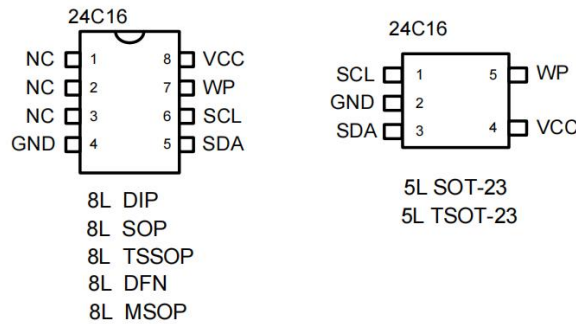 24C16
NC 1 8 VCC
NC 2 7 WP
NC 3 6 SCL
GND 4 5 SDA
8L DIP
8L SOP
8L TSSOP
8L DFN
8L MSOP
24C16
SCL 1 5 WP
GND 2
SDA 3 4 VCC
5L SOT-23
5L TSOT-23